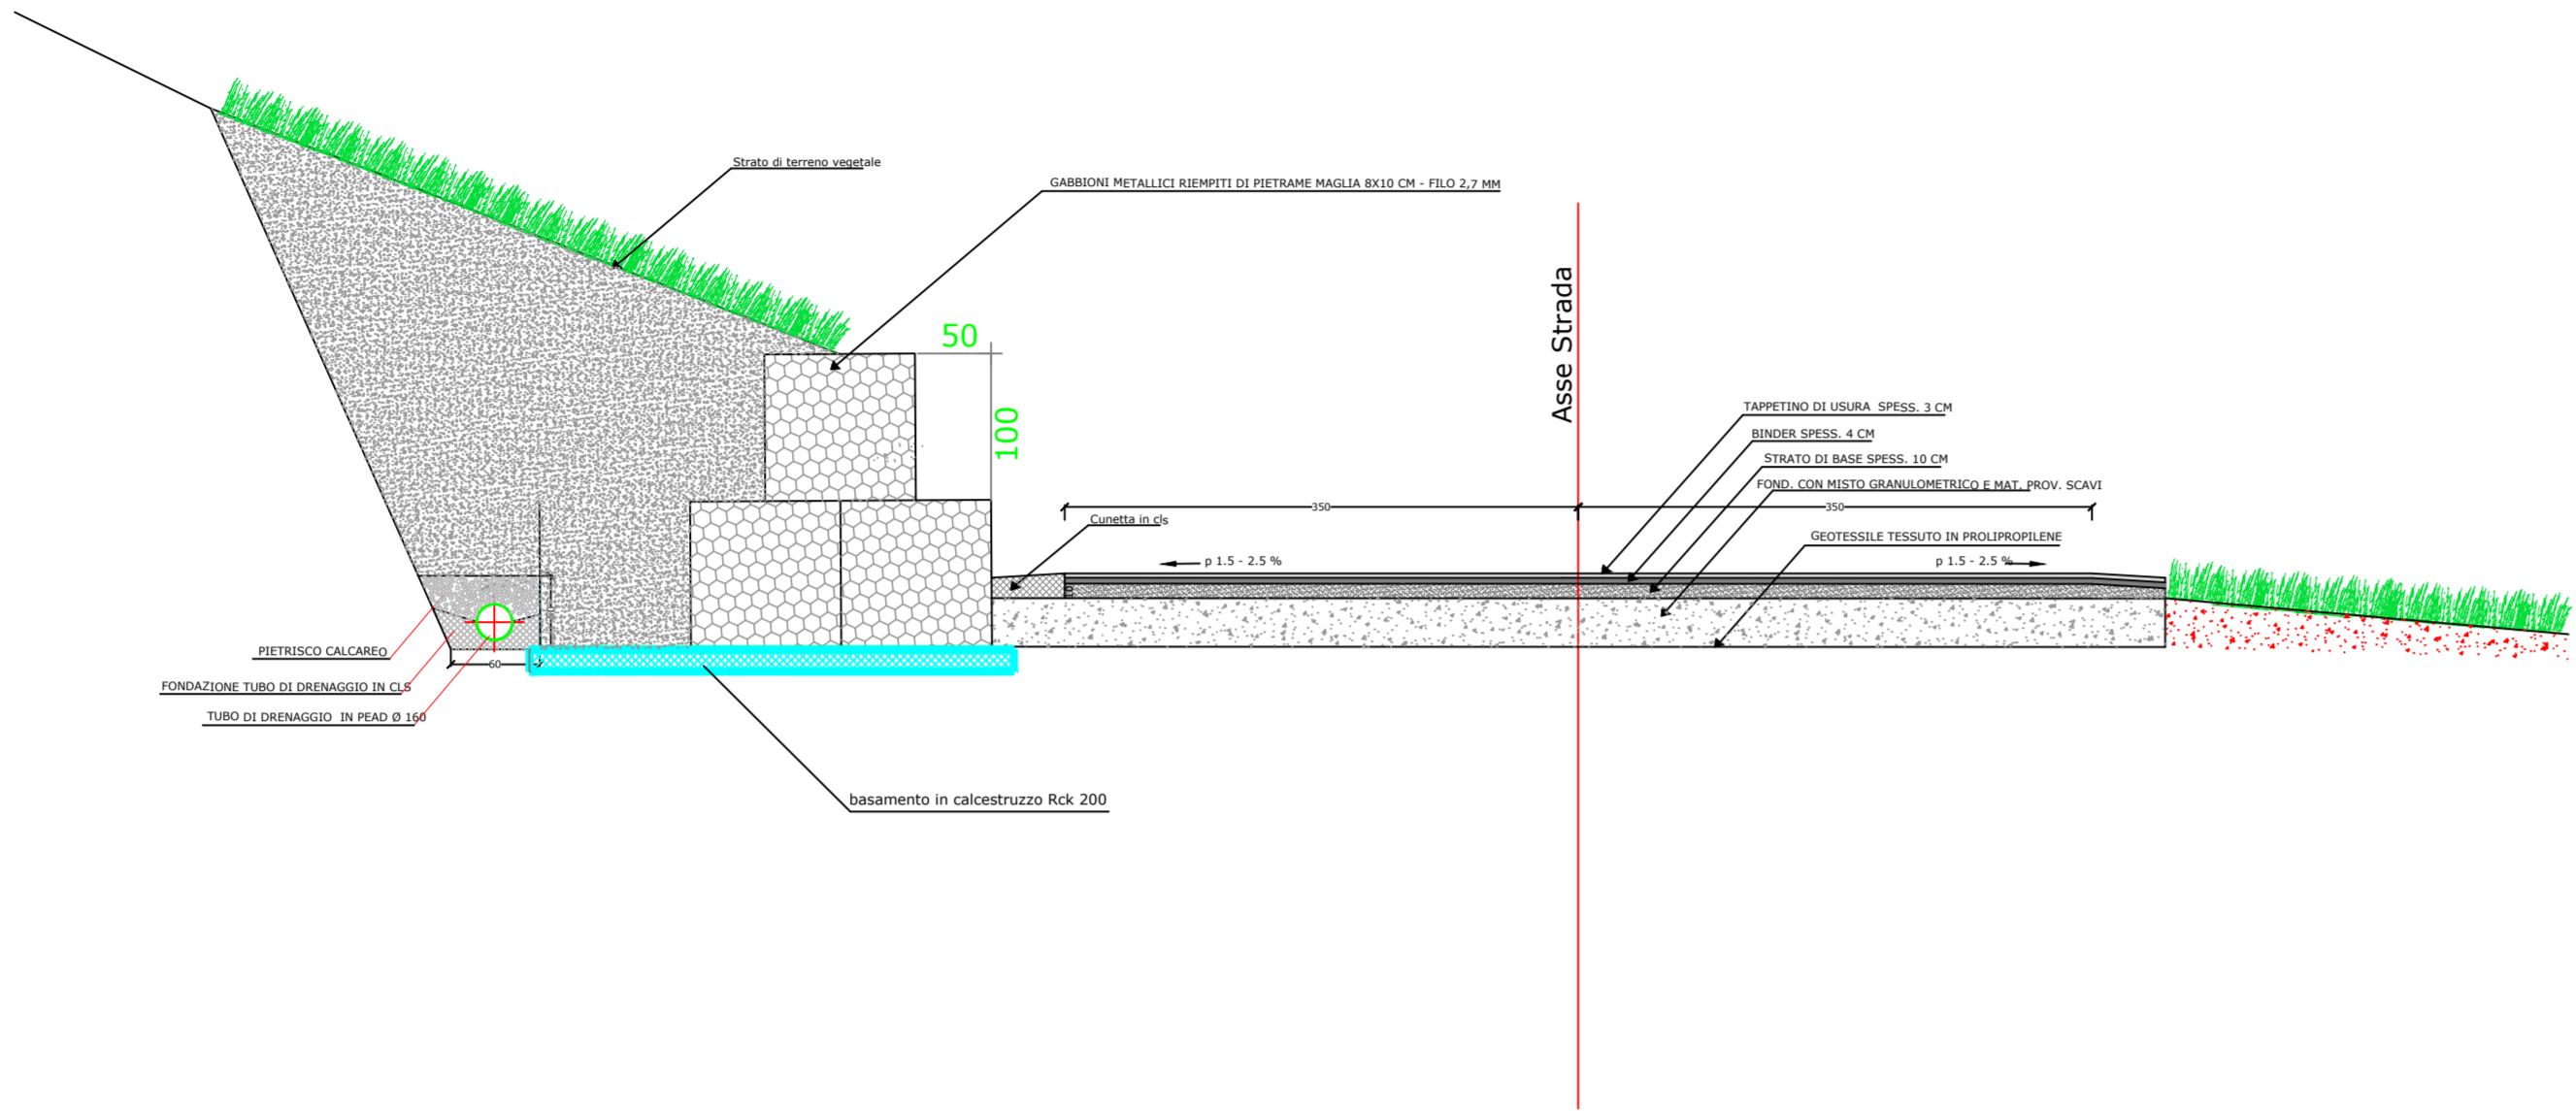 Strato di terreno vegetale
GABBIONI METALLICI RIEMPITI DI PIETRAME MAGLIA 8X10 CM - FILO 2,7 MM
50
100
Asse Strada
TAPPETINO DI USURA SPESS. 3 CM
BINDER SPESS. 4 CM
STRATO DI BASE SPESS. 10 CM
FOND. CON MISTO GRANULOMETRICO E MAT. PROV. SCAVI
350
350
Cunetta in cls
GEOTESSILE TESSUTO IN PROLIPROPILENE
p 1.5 - 2.5 %
p 1.5 - 2.5 %
PIETRISCO CALCAREO
60
FONDAZIONE TUBO DI DRENAGGIO IN CLS
TUBO DI DRENAGGIO IN PEAD Ø 160
basamento in calcestruzzo Rck 200